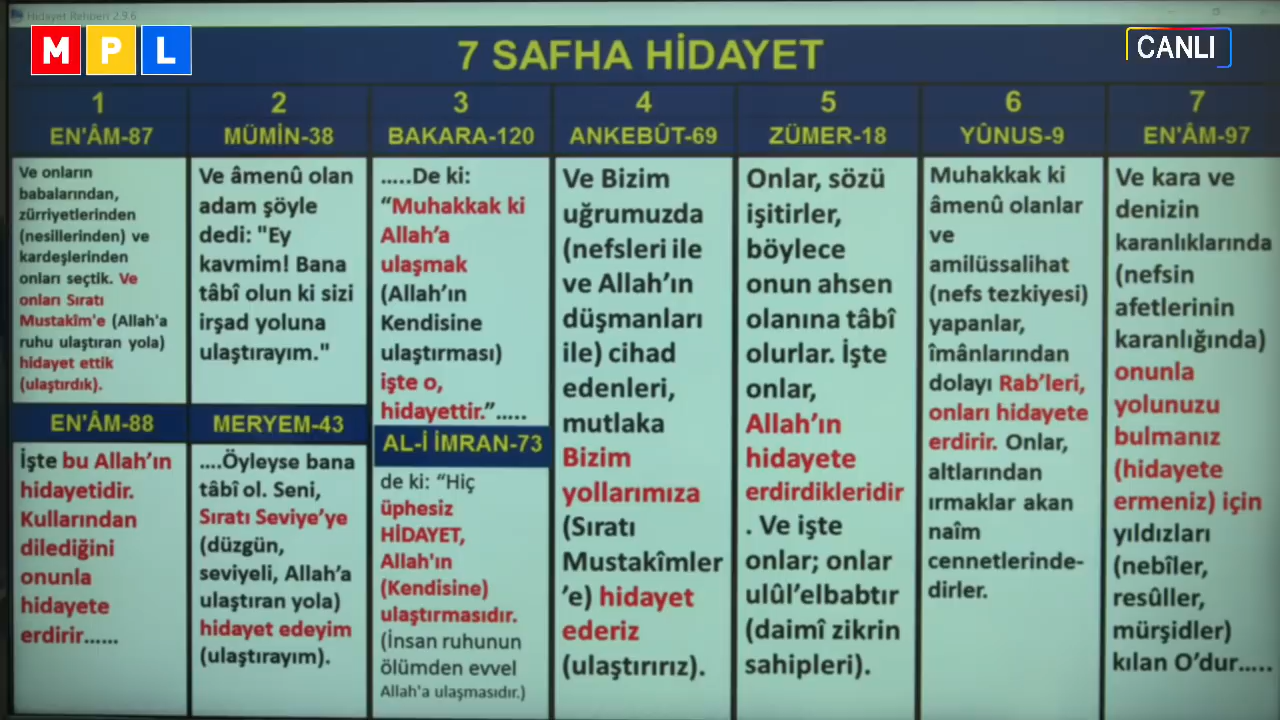 Hidayet Rehberi 2.9.6
MPL
CANLI
7 SAFHA HİDAYET
1
EN'ÂM-87
Ve onların
babalarından,
zürriyetlerinden
(nesillerinden) ve
kardeşlerinden
onları seçtik. Ve
onları Sıratı
Mustakîm'e (Allah'a
ruhu ulaştıran yola)
hidayet ettik
(ulaştırdık).
EN'ÂM-88
İşte bu Allah’ın
hidayetidir.
Kullarından
dilediğini
onunla
hidayete
erdirir......
2
MÜMİN-38
Ve âmenû olan
adam şöyle
dedi: "Ey
kavmim! Bana
tâbî olun ki sizi
irşad yoluna
ulaştırayım."
MERYEM-43
....Öyleyse bana
tâbî ol. Seni,
Sıratı Seviye’ye
(düzgün,
seviyeli, Allah’a
ulaştıran yola)
hidayet edeyim
(ulaştırayım).
3
BAKARA-120
.....De ki:
“Muhakkak ki
Allah’a
ulaşmak
(Allah’ın
Kendisine
ulaştırması)
işte o,
hidayettir.”.....
AL-İ İMRAN-73
de ki: “Hiç
üphesiz
HİDAYET,
Allah'ın
(Kendisine)
ulaştırmasıdır.
(İnsan ruhunun
ölümden evvel
Allah'a ulaşmasıdır.)
4
ANKEBÛT-69
Ve Bizim
uğrumuzda
(nefsleri ile
ve Allah’ın
düşmanları
ile) cihad
edenleri,
mutlaka
Bizim
yollarımıza
(Sıratı
Mustakîmler
’e) hidayet
ederiz
(ulaştırırız).
5
ZÜMER-18
Onlar, sözü
işitirler,
böylece
onun ahsen
olanına tâbî
olurlar. İşte
onlar,
Allah’ın
hidayete
erdirdikleridir
. Ve işte
onlar; onlar
ulûl’elbabtır
(daimî zikrin
sahipleri).
6
YÛNUS-9
Muhakkak ki
âmenû olanlar
ve
amilüssalihat
(nefs tezkiyesi)
yapanlar,
îmânlarından
dolayı Rab’leri,
onları hidayete
erdirir. Onlar,
altlarından
ırmaklar akan
naîm
cennetlerinde-
dirler.
7
EN'ÂM-97
Ve kara ve
denizin
karanlıklarında
(nefsin
afetlerinin
karanlığında)
onunla
yolunuzu
bulmanız
(hidayete
ermeniz) için
yıldızları
(nebîler,
resûller,
mürşidler)
kılan O’dur.....